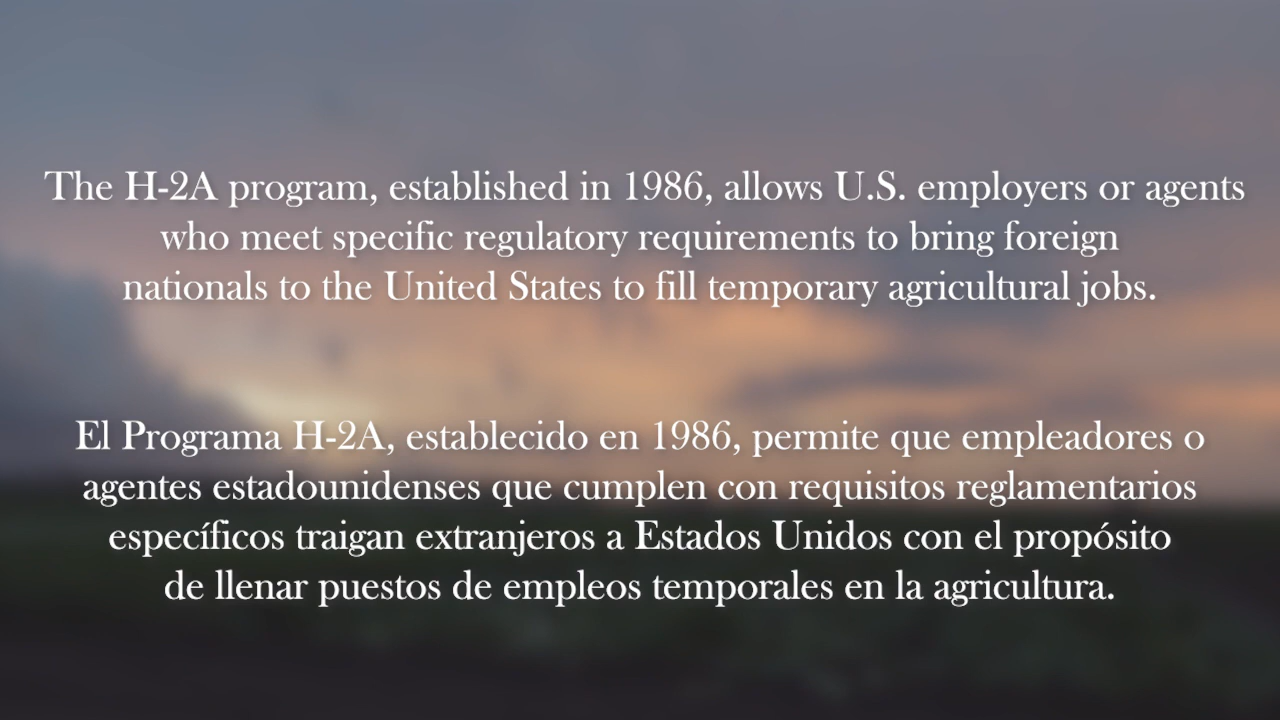 The H-2A program, established in 1986, allows U.S. employers or agents
who meet specific regulatory requirements to bring foreign
nationals to the United States to fill temporary agricultural jobs.
El Programa H-2A, establecido en 1986, permite que empleadores o
agentes estadounidenses que cumplen con requisitos reglamentarios
específicos traigan extranjeros a Estados Unidos con el propósito
de llenar puestos de empleos temporales en la agricultura.